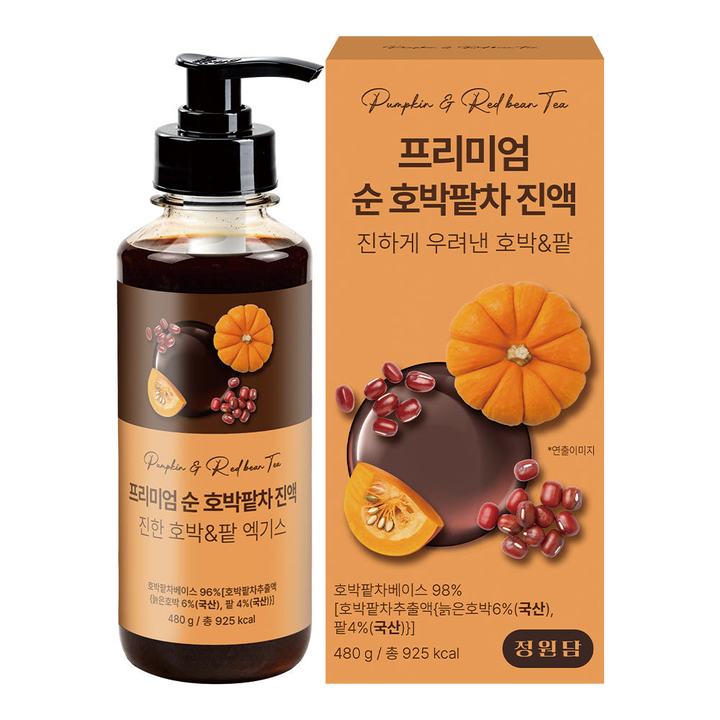 Pumpkin & Red bean Tea
프리미엄 순 호박팥차 진액
진한 호박&팥 엑기스
호박팥차베이스 96%[호박팥차추출액
{늙은호박 6%(국산), 팥 4%(국산)}]
480 g / 총 925 kcal
Pumpkin & Red bean Tea
Pumpkin & Red bean Tea
프리미엄
순 호박팥차 진액
진하게 우려낸 호박&팥
*연출이미지
호박팥차베이스 98%
[호박팥차추출액{늙은호박6%(국산),
팥4%(국산)}]
480 g / 총 925 kcal
정원담